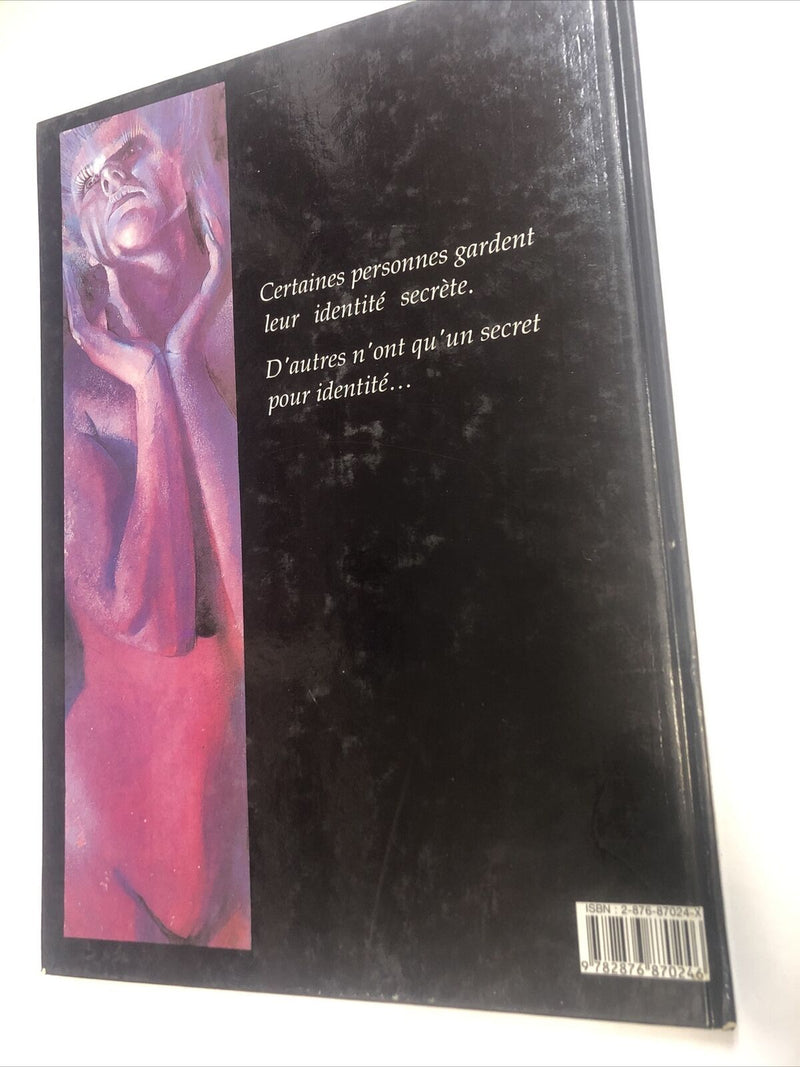 Certaines personnes gardent
leur identité secrète.
D'autres n'ont qu'un secret
pour identité...
ISBN : 2-876-87024-X
9 782876 870246